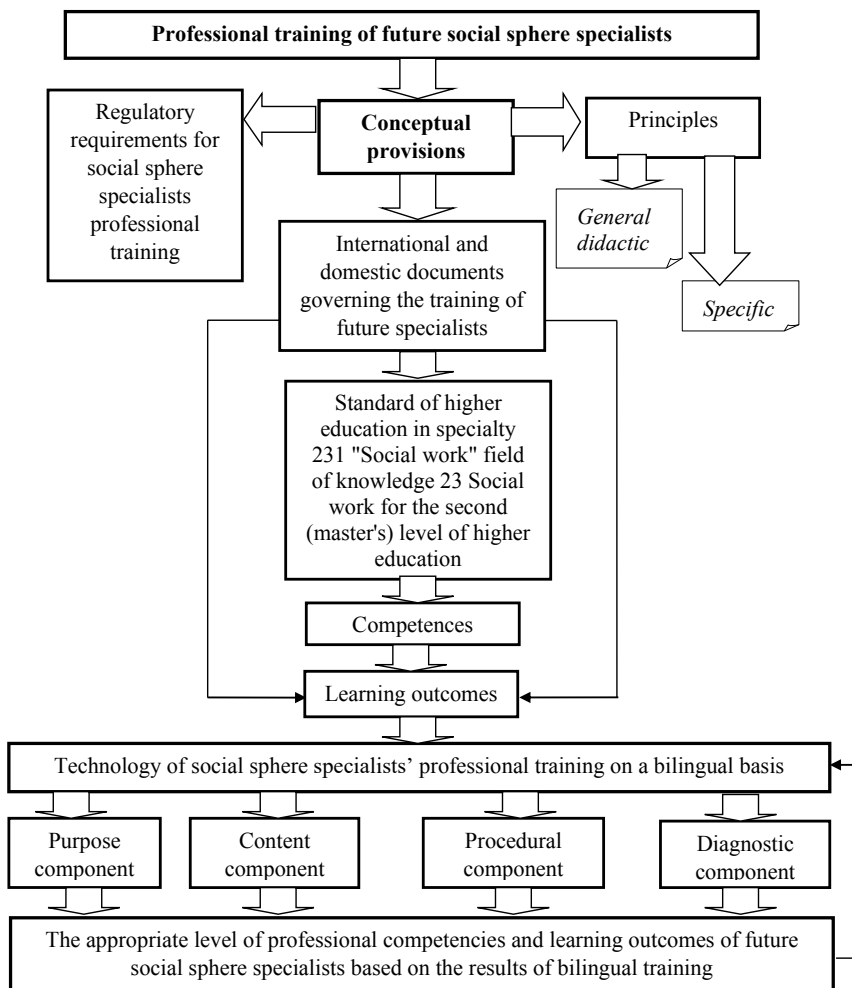 Professional training of future social sphere specialists
Regulatory
requirements for
social sphere
specialists
professional
training
Conceptual
provisions
Principles
General
didactic
Specific
International and
domestic documents
governing the training of
future specialists
Standard of higher
education in specialty
231 "Social work" field
of knowledge 23 Social
work for the second
(master's) level of higher
education
Competences
Learning outcomes
Technology of social sphere specialists’ professional training on a bilingual basis
Purpose
component
Content
component
Procedural
component
Diagnostic
component
The appropriate level of professional competencies and learning outcomes of future
social sphere specialists based on the results of bilingual training